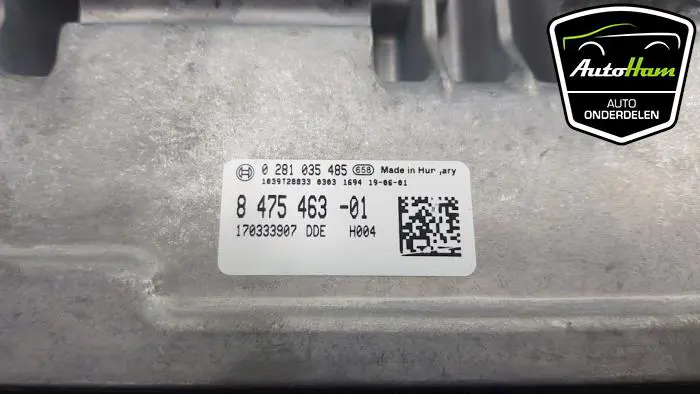 AutoHam
AUTO
ONDERDELEN
0 281 035 485 658 Made in Hun,ary
1039T28833 0303 1694 19-06-01
8 475 463 -01
170333907 DDE H004